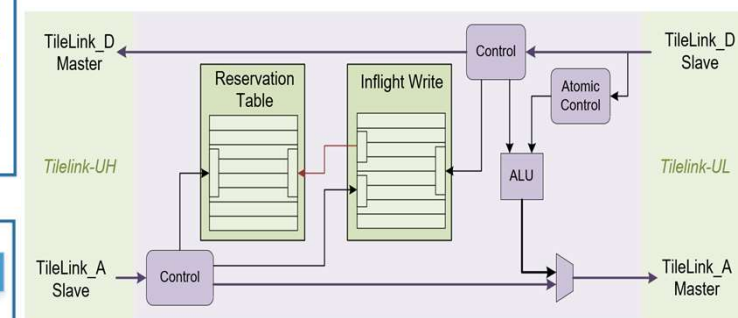 TileLink_D
Master
Control
TileLink_D
Slave
Reservation
Table
Inflight Write
Atomic
Control
Tilelink-UH
ALU
Tilelink-UL
TileLink_A
Slave
Control
TileLink_A
Master